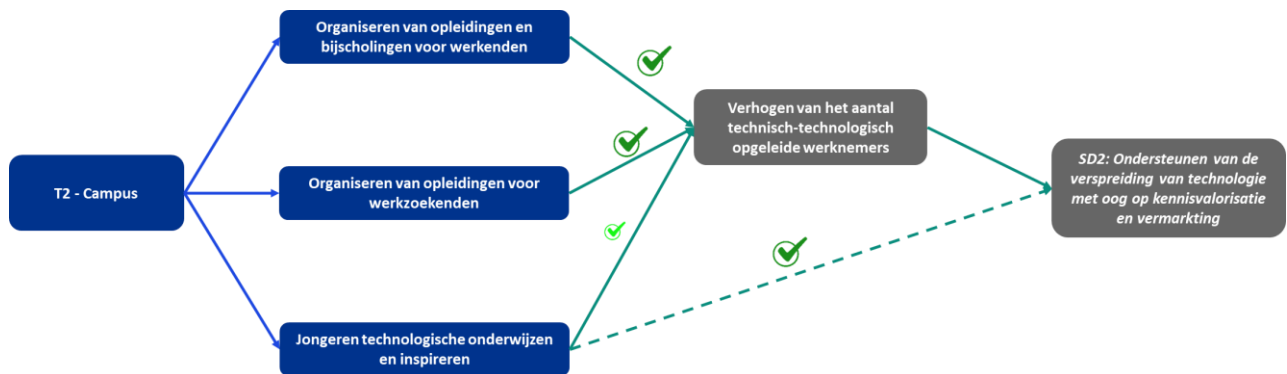 Organiseren van opleidingen en
bijscholingen voor werkenden
Verhogen van het aantal
technisch-technologisch
opgeleide werknemers
SD2: Ondersteunen van de
verspreiding van technologie
met oog op kennisvalorisatie
en vermarkting
T2 - Campus
Organiseren van opleidingen voor
werkzoekenden
Jongeren technologische onderwijzen
en inspireren